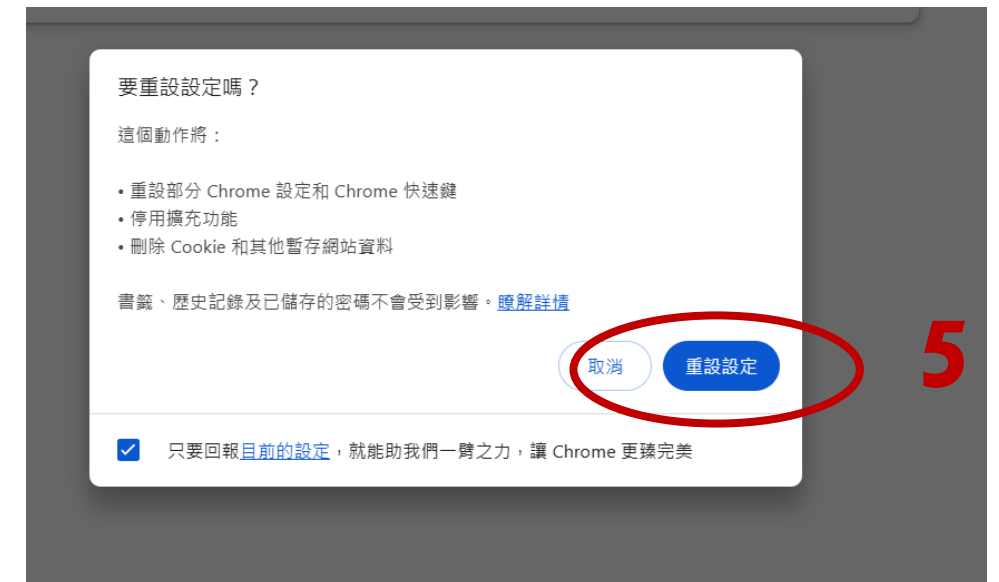 要重設設定嗎？
這個動作將：
• 重設部分 Chrome 設定和 Chrome 快速鍵
• 停用擴充功能
• 刪除 Cookie 和其他暫存網站資料
書籤、歷史記錄及已儲存的密碼不會受到影響。瞭解詳情
取消 重設設定
5
只要回報目前的設定，就能助我們一臂之力，讓 Chrome 更臻完美